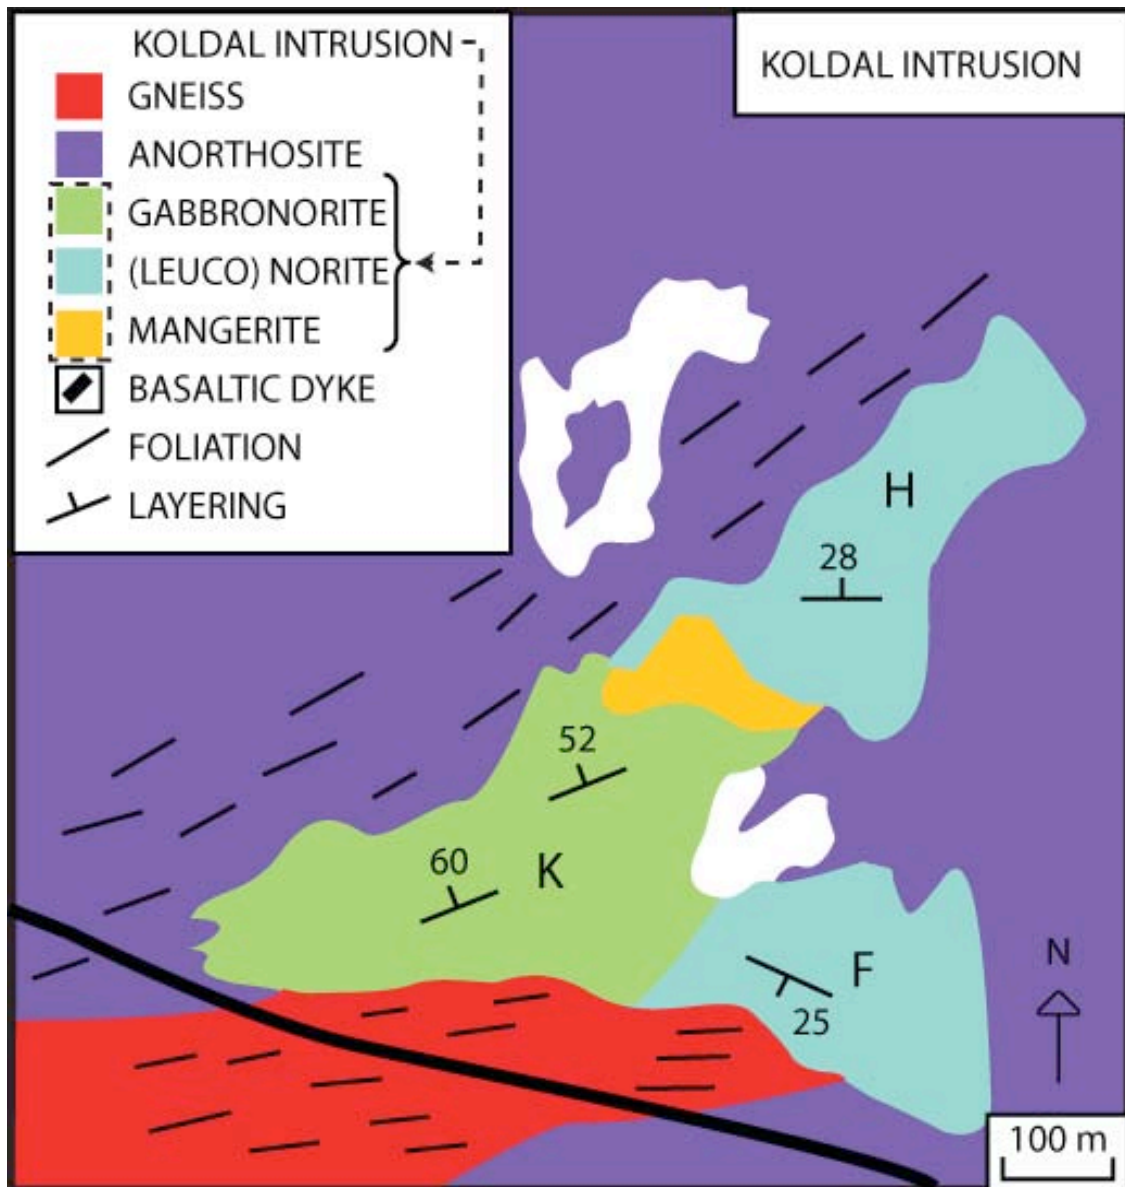 KOLDAL INTRUSION
GNEISS
ANORTHOSITE
GABBRONORITE
(LEUCO) NORITE
MANGERITE
BASALTIC DYKE
FOLIATION
LAYERING
KOLDAL INTRUSION
H
28
52
60
K
F
25
N
100 m